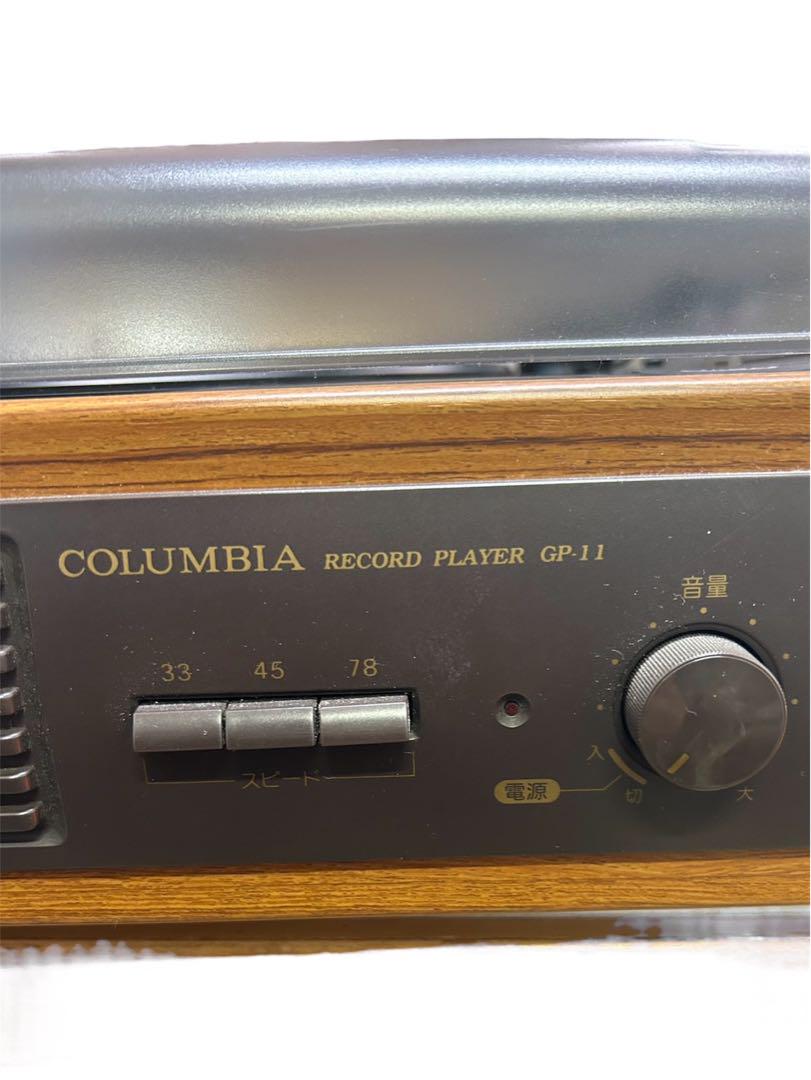 COLUMBIA RECORD PLAYER GP-11
音量
33 45 78
スピード
入
電源
切
大